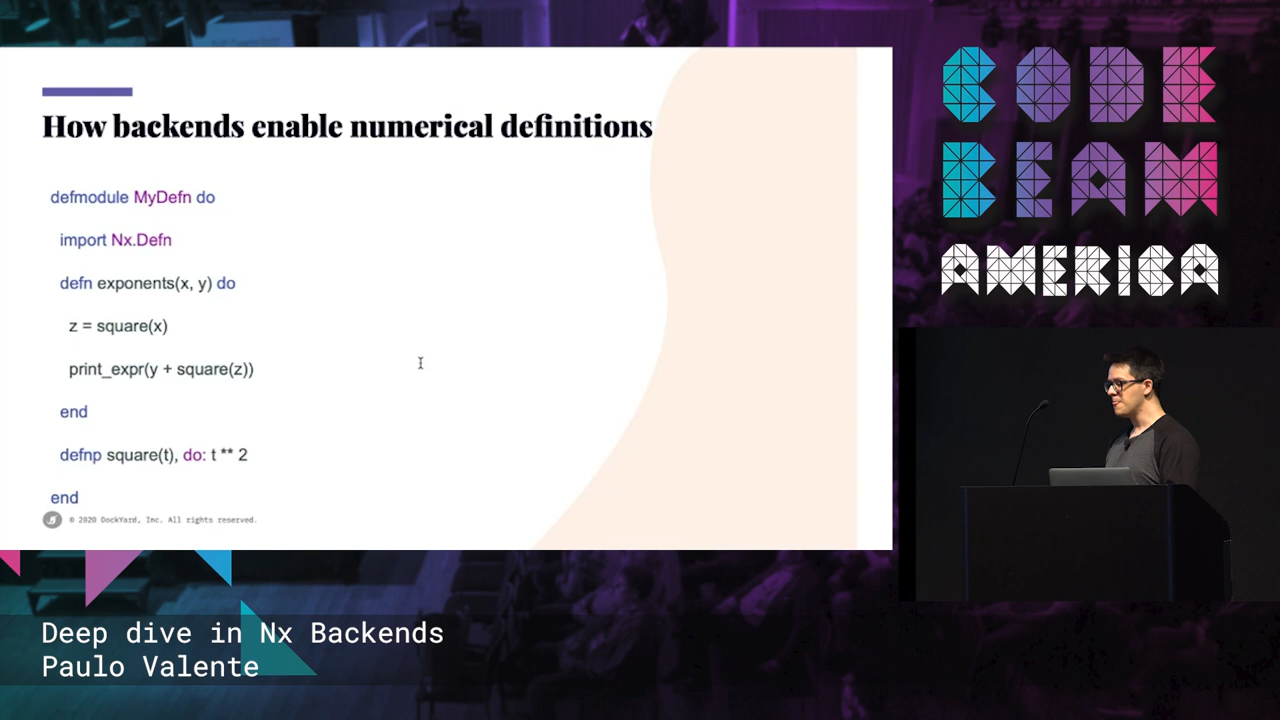 How backends enable numerical definitions
defmodule MyDefn do
import Nx.Defn
defn exponents(x, y) do
z = square(x)
print_expr(y + square(z))
end
defnp square(t), do: t ** 2
end
© 2020 DockYard, Inc. All rights reserved.
CODE
BEAM
AMERICA
Deep dive in Nx Backends
Paulo Valente